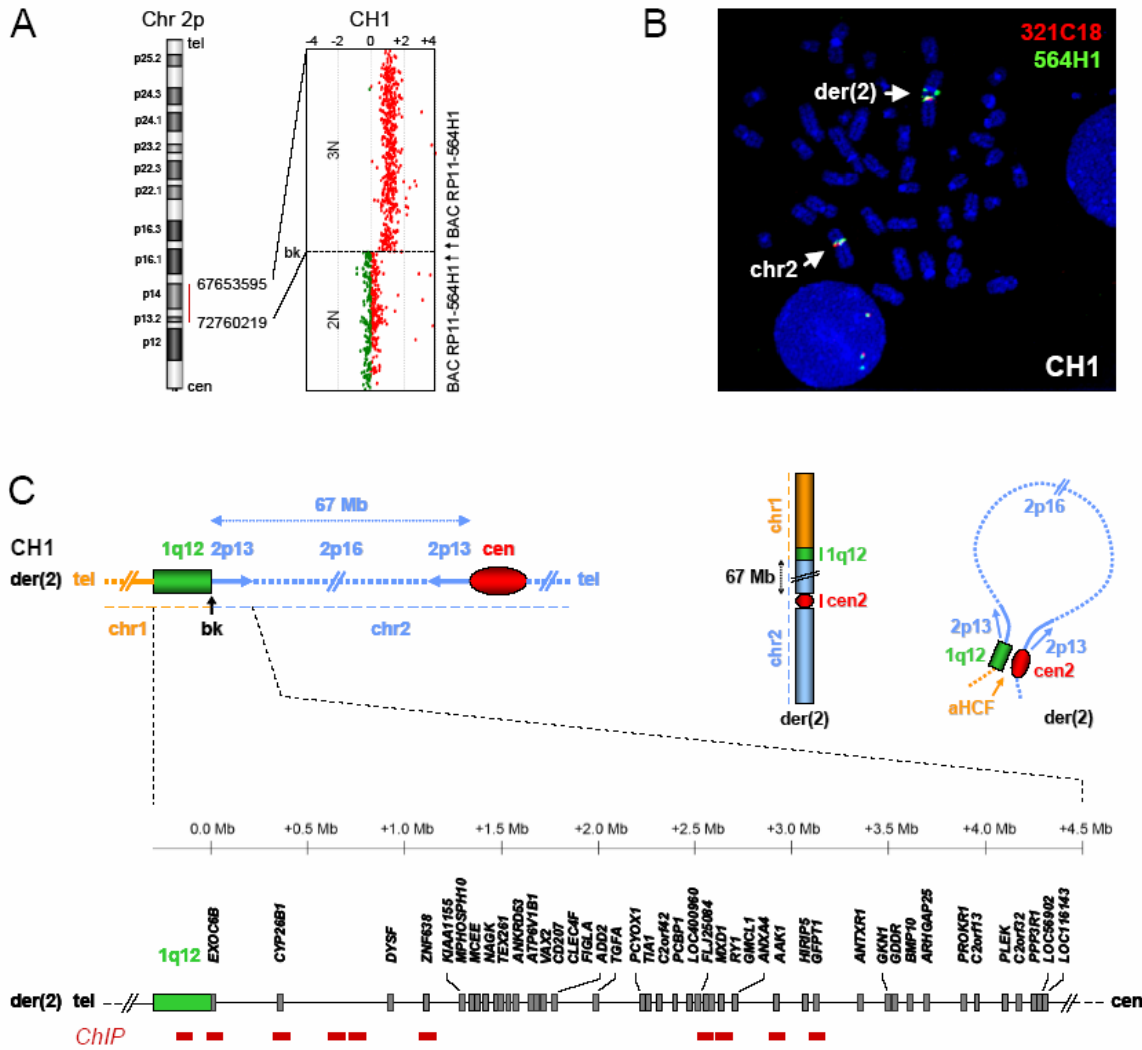 A
Chr 2p
tel
p25.2
p24.3
p24.1
p23.2
p22.3
p22.1
p16.3
p16.1
p14
p13.2
p12
cen
67653595
72760219
CH1
-4 0 +2 +4
3N
bk
2N
BAC RP11-564H1 ↑↑ BAC RP11-564H1
B
321C18
564H1
der(2)
chr2
CH1
C
67 Mb
CH1
1q12 2p13 2p16 2p13 cen
der(2) tel tel
chr1 bk chr2
chr1
1q12
67 Mb
cen2
chr2
der(2)
2p16
2p13
2p13
1q12
cen2
aHCF
der(2)
0.0 Mb +0.5 Mb +1.0 Mb +1.5 Mb +2.0 Mb +2.5 Mb +3.0 Mb +3.5 Mb +4.0 Mb +4.5 Mb
1q12
EXOC6B
CYP26B1
DYSF
ZNF638
KIAA1155
MPHOSPH10
MCEE
NAGK
TEX261
ANKRD53
ATP6V1B1
VAX2
CD207
CLEC4F
FIGLA
ADD2
TGFA
PCYOX1
TIA1
C2orf42
PCBP1
LOC400960
FLJ25084
MXD1
RY1
GMCL1
ANXA4
AAK1
HIRIP5
GFPT1
ANTXR1
GKN1
GDDR
BMP10
ARHGAP25
PROKR1
C2orf13
PLEK
C2orf32
PPP3R1
LOC56902
LOC116143
der(2) tel cen
ChIP